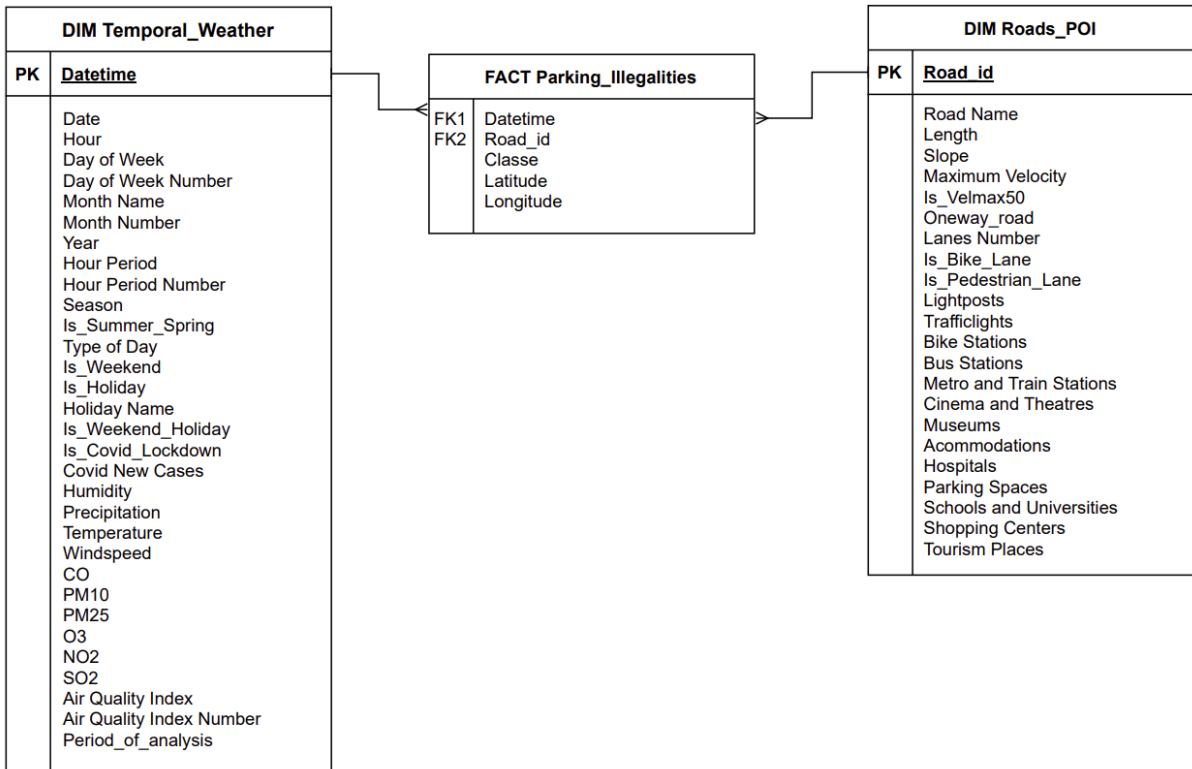 DIM Temporal_Weather
PK Datetime
Date
Hour
Day of Week
Day of Week Number
Month Name
Month Number
Year
Hour Period
Hour Period Number
Season
Is_Summer_Spring
Type of Day
Is_Weekend
Is_Holiday
Holiday Name
Is_Weekend_Holiday
Is_Covid_Lockdown
Covid New Cases
Humidity
Precipitation
Temperature
Windspeed
CO
PM10
PM25
O3
NO2
SO2
Air Quality Index
Air Quality Index Number
Period_of_analysis
FACT Parking_Illegalities
FK1 Datetime
FK2 Road_id
Classe
Latitude
Longitude
DIM Roads_POI
PK Road_id
Road Name
Length
Slope
Maximum Velocity
Is_Velmax50
Oneway_road
Lanes Number
Is_Bike_Lane
Is_Pedestrian_Lane
Lightposts
Trafficlights
Bike Stations
Bus Stations
Metro and Train Stations
Cinema and Theatres
Museums
Acommodations
Hospitals
Parking Spaces
Schools and Universities
Shopping Centers
Tourism Places